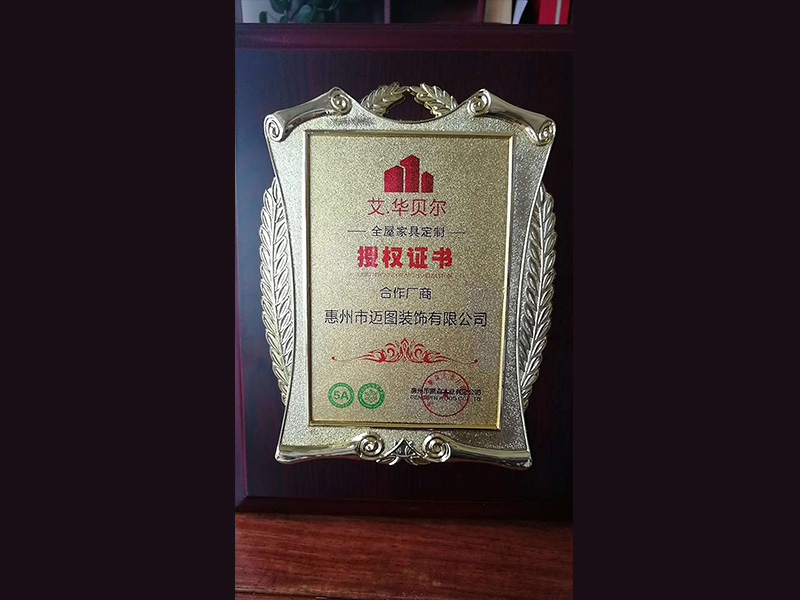 艾.华贝尔
全屋家具定制
授权证书
合作厂商
惠州市迈图装饰有限公司
5A